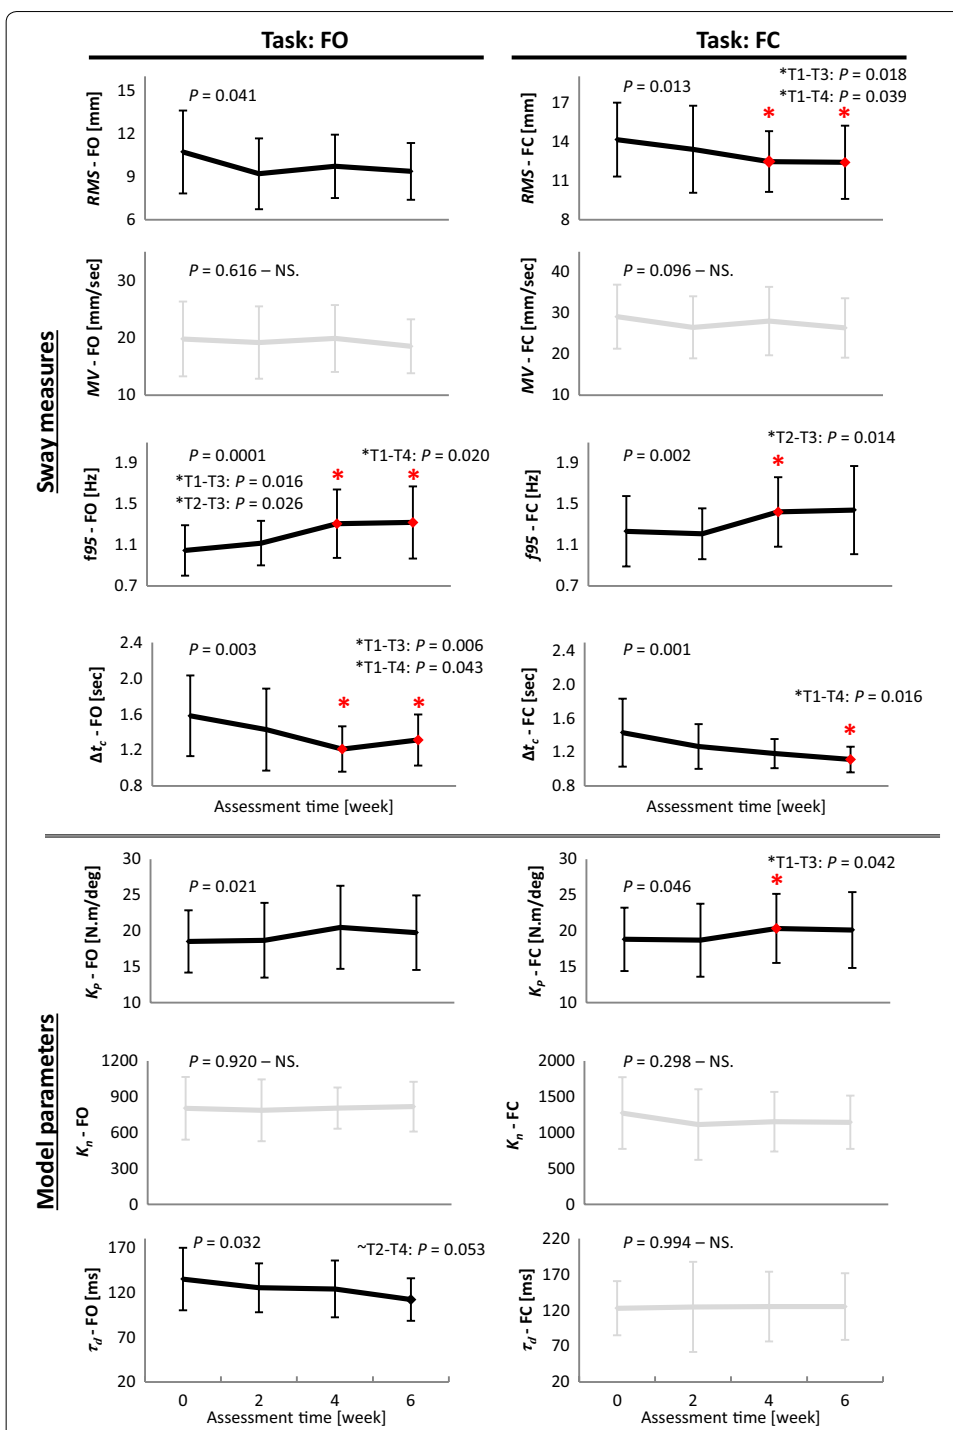 Task: FO
Task: FC
Sway measures
RMS - FO [mm]
15
12
9
6
P = 0.041
RMS - FC [mm]
17
14
11
8
P = 0.013
*T1-T3: P = 0.018
*T1-T4: P = 0.039
*
*
MV - FO [mm/sec]
30
20
10
P = 0.616 – NS.
MV - FC [mm/sec]
40
30
20
10
P = 0.096 – NS.
f95 - FO [Hz]
1.9
1.5
1.1
0.7
P = 0.0001
*T1-T3: P = 0.016
*T2-T3: P = 0.026
*T1-T4: P = 0.020
*
*
f95 - FC [Hz]
1.9
1.5
1.1
0.7
P = 0.002
*T2-T3: P = 0.014
*
Δtc - FO [sec]
2.4
2.0
1.6
1.2
0.8
P = 0.003
*T1-T3: P = 0.006
*T1-T4: P = 0.043
*
*
Assessment time [week]
Δtc - FC [sec]
2.4
2.0
1.6
1.2
0.8
P = 0.001
*T1-T4: P = 0.016
*
Assessment time [week]
Model parameters
KP - FO [N.m/deg]
30
25
20
15
10
P = 0.021
KP - FC [N.m/deg]
30
25
20
15
10
P = 0.046
*T1-T3: P = 0.042
*
Kn - FO
1200
900
600
300
0
P = 0.920 – NS.
Kn - FC
2000
1500
1000
500
0
P = 0.298 – NS.
τd - FO [ms]
170
120
70
20
P = 0.032
~T2-T4: P = 0.053
0 2 4 6
Assessment time [week]
τd - FC [ms]
220
170
120
70
20
P = 0.994 – NS.
0 2 4 6
Assessment time [week]